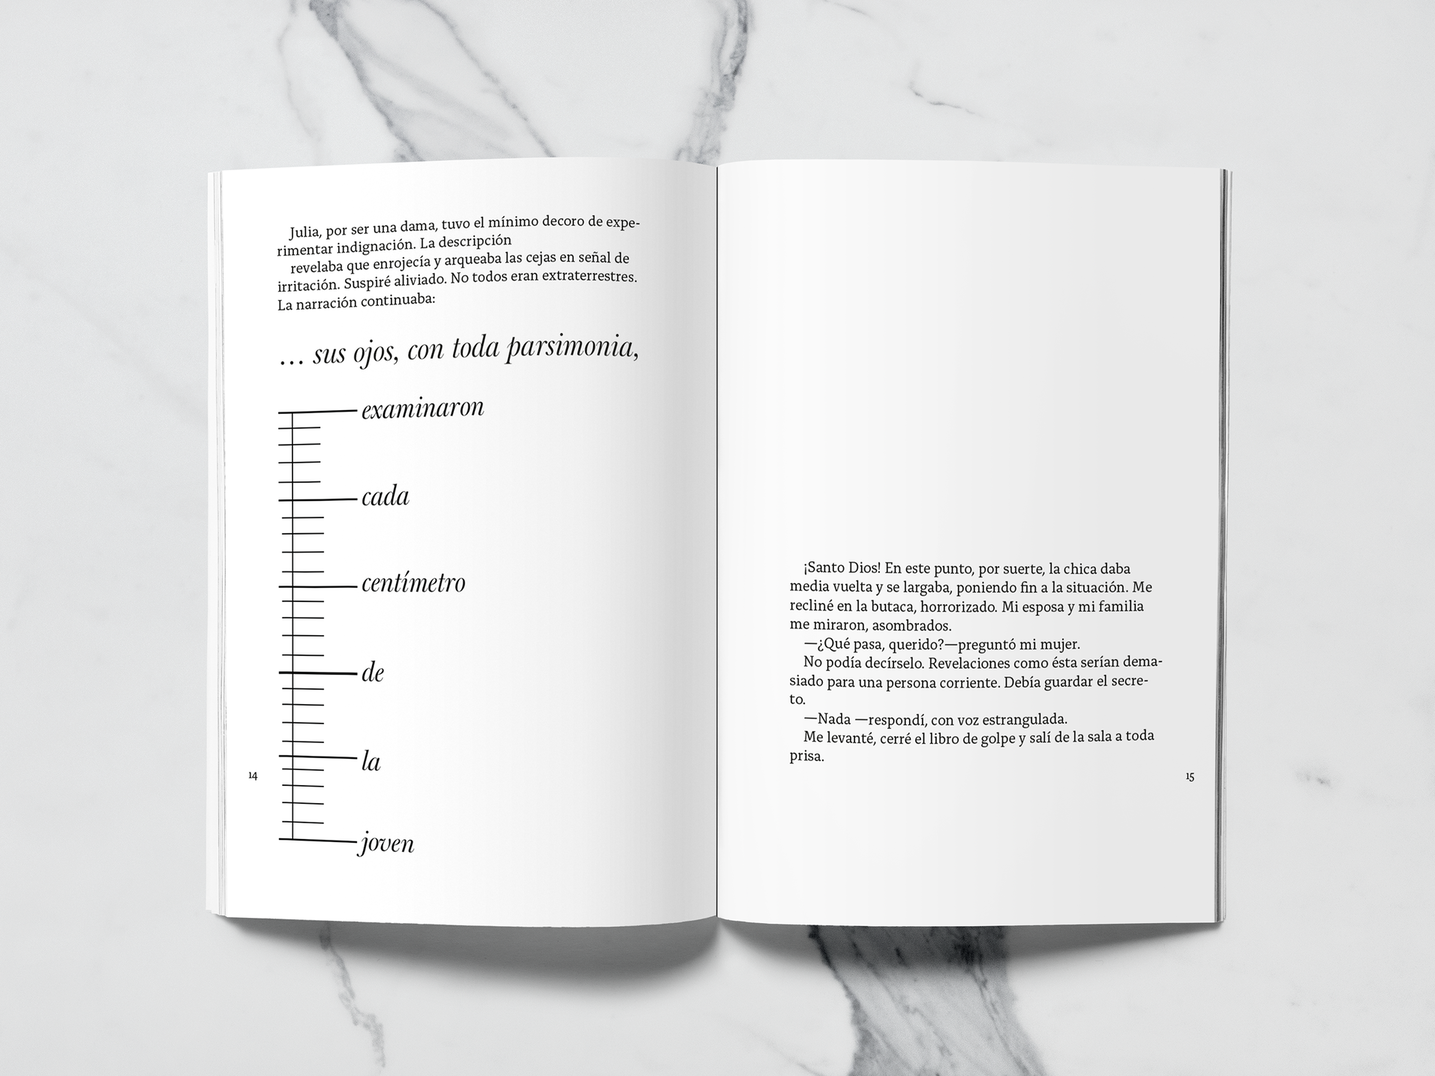 Julia, por ser una dama, tuvo el mínimo decoro de expe-
rimentar indignación. La descripción
revelaba que enrojecía y arqueaba las cejas en señal de
irritación. Suspiré aliviado. No todos eran extraterrestres.
La narración continuaba:
... sus ojos, con toda parsimonia,
examinaron
cada
centímetro
de
la
joven
14
¡Santo Dios! En este punto, por suerte, la chica daba
media vuelta y se largaba, poniendo fin a la situación. Me
recliné en la butaca, horrorizado. Mi esposa y mi familia
me miraron, asombrados.
—¿Qué pasa, querido?—preguntó mi mujer.
No podía decírselo. Revelaciones como ésta serían dema-
siado para una persona corriente. Debía guardar el secre-
to.
—Nada —respondí, con voz estrangulada.
Me levanté, cerré el libro de golpe y salí de la sala a toda
prisa.
15